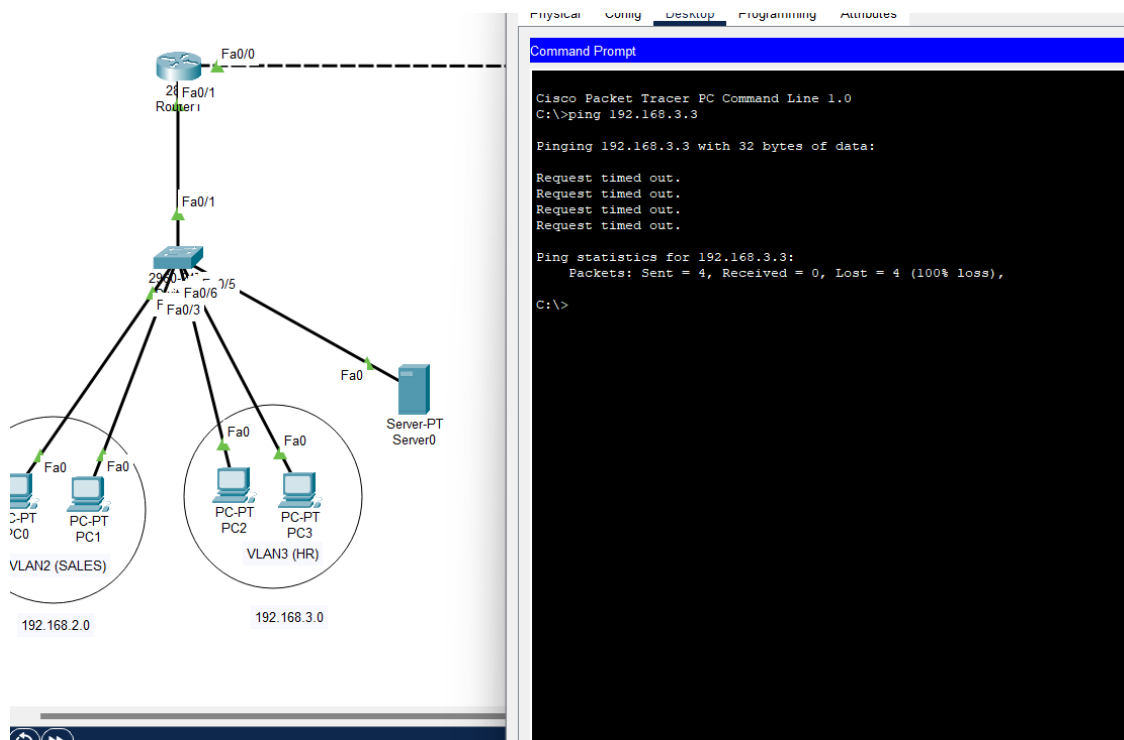 Physical Config Desktop Programming Attributes
Command Prompt
Cisco Packet Tracer PC Command Line 1.0
C:\>ping 192.168.3.3
Pinging 192.168.3.3 with 32 bytes of data:
Request timed out.
Request timed out.
Request timed out.
Request timed out.
Ping statistics for 192.168.3.3:
Packets: Sent = 4, Received = 0, Lost = 4 (100% loss),
C:\>
Fa0/0
Fa0/1
Fa0/1
Fa0/6
Fa0/3
Fa0
Server-PT
Server0
Fa0
Fa0
Fa0
Fa0
PC-PT
PC1
PC-PT
PC2
PC-PT
PC3
VLAN2 (SALES)
VLAN3 (HR)
192.168.2.0
192.168.3.0